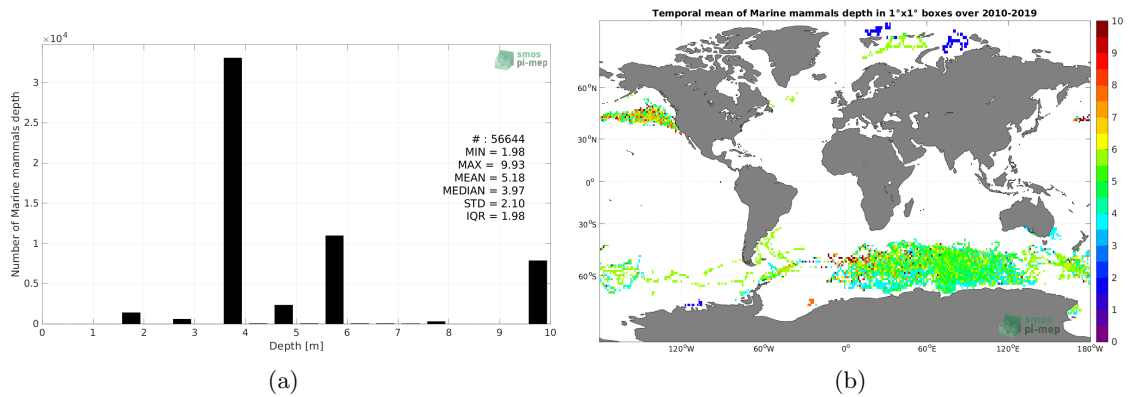 ×10⁴
smos
pi-mep
3.5
3
2.5
2
1.5
1
0.5
0
Number of Marine mammals depth
# : 56644
MIN = 1.98
MAX = 9.93
MEAN = 5.18
MEDIAN = 3.97
STD = 2.10
IQR = 1.98
0 1 2 3 4 5 6 7 8 9 10
Depth [m]
(a)
Temporal mean of Marine mammals depth in 1°x1° boxes over 2010-2019
60°N
30°N
0°
30°S
60°S
120°W 60°W 0° 60°E 120°E 180°W
smos
pi-mep
10
9
8
7
6
5
4
3
2
1
0
(b)